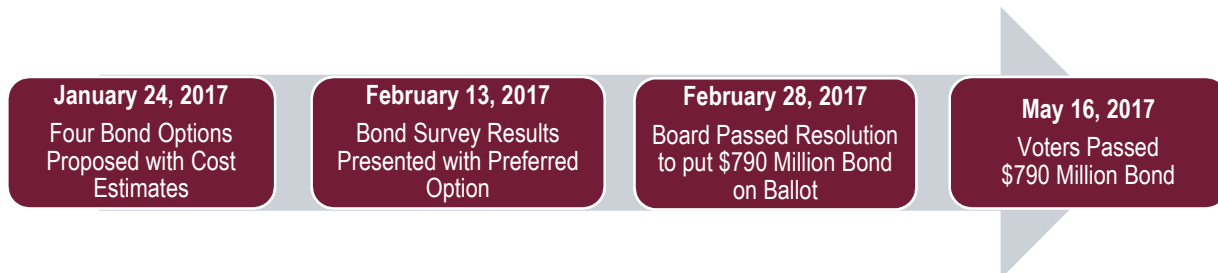 January 24, 2017
Four Bond Options
Proposed with Cost
Estimates
February 13, 2017
Bond Survey Results
Presented with Preferred
Option
February 28, 2017
Board Passed Resolution
to put $790 Million Bond
on Ballot
May 16, 2017
Voters Passed
$790 Million Bond